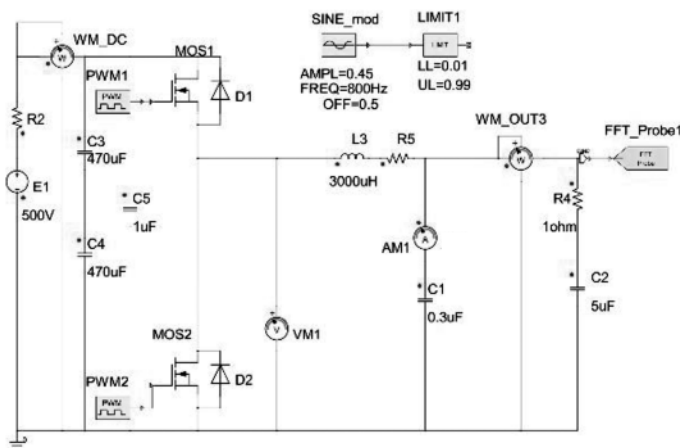 SINE_mod
LIMIT1
LIMIT
AMPL=0.45
FREQ=800Hz
OFF=0.5
LL=0.01
UL=0.99
WM_DC
W
MOS1
PWM1
PWM
D1
R2
C3
470uF
E1
500V
C5
1uF
C4
470uF
L3
3000uH
R5
WM_OUT3
W
FFT_Probe1
FFT
Probe
R4
1ohm
AM1
A
C1
0.3uF
C2
5uF
VM1
V
MOS2
PWM2
PWM
D2